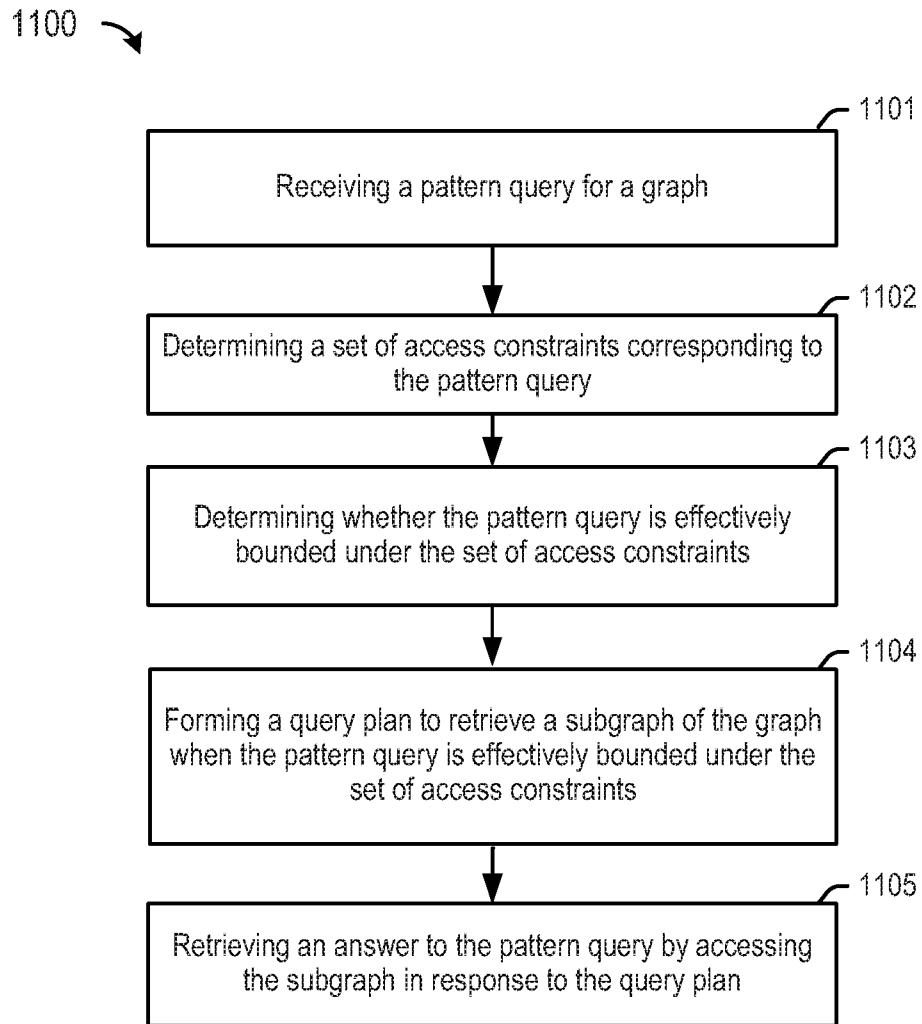 1100
1101
Receiving a pattern query for a graph
1102
Determining a set of access constraints corresponding to
the pattern query
1103
Determining whether the pattern query is effectively
bounded under the set of access constraints
1104
Forming a query plan to retrieve a subgraph of the graph
when the pattern query is effectively bounded under the
set of access constraints
1105
Retrieving an answer to the pattern query by accessing
the subgraph in response to the query plan